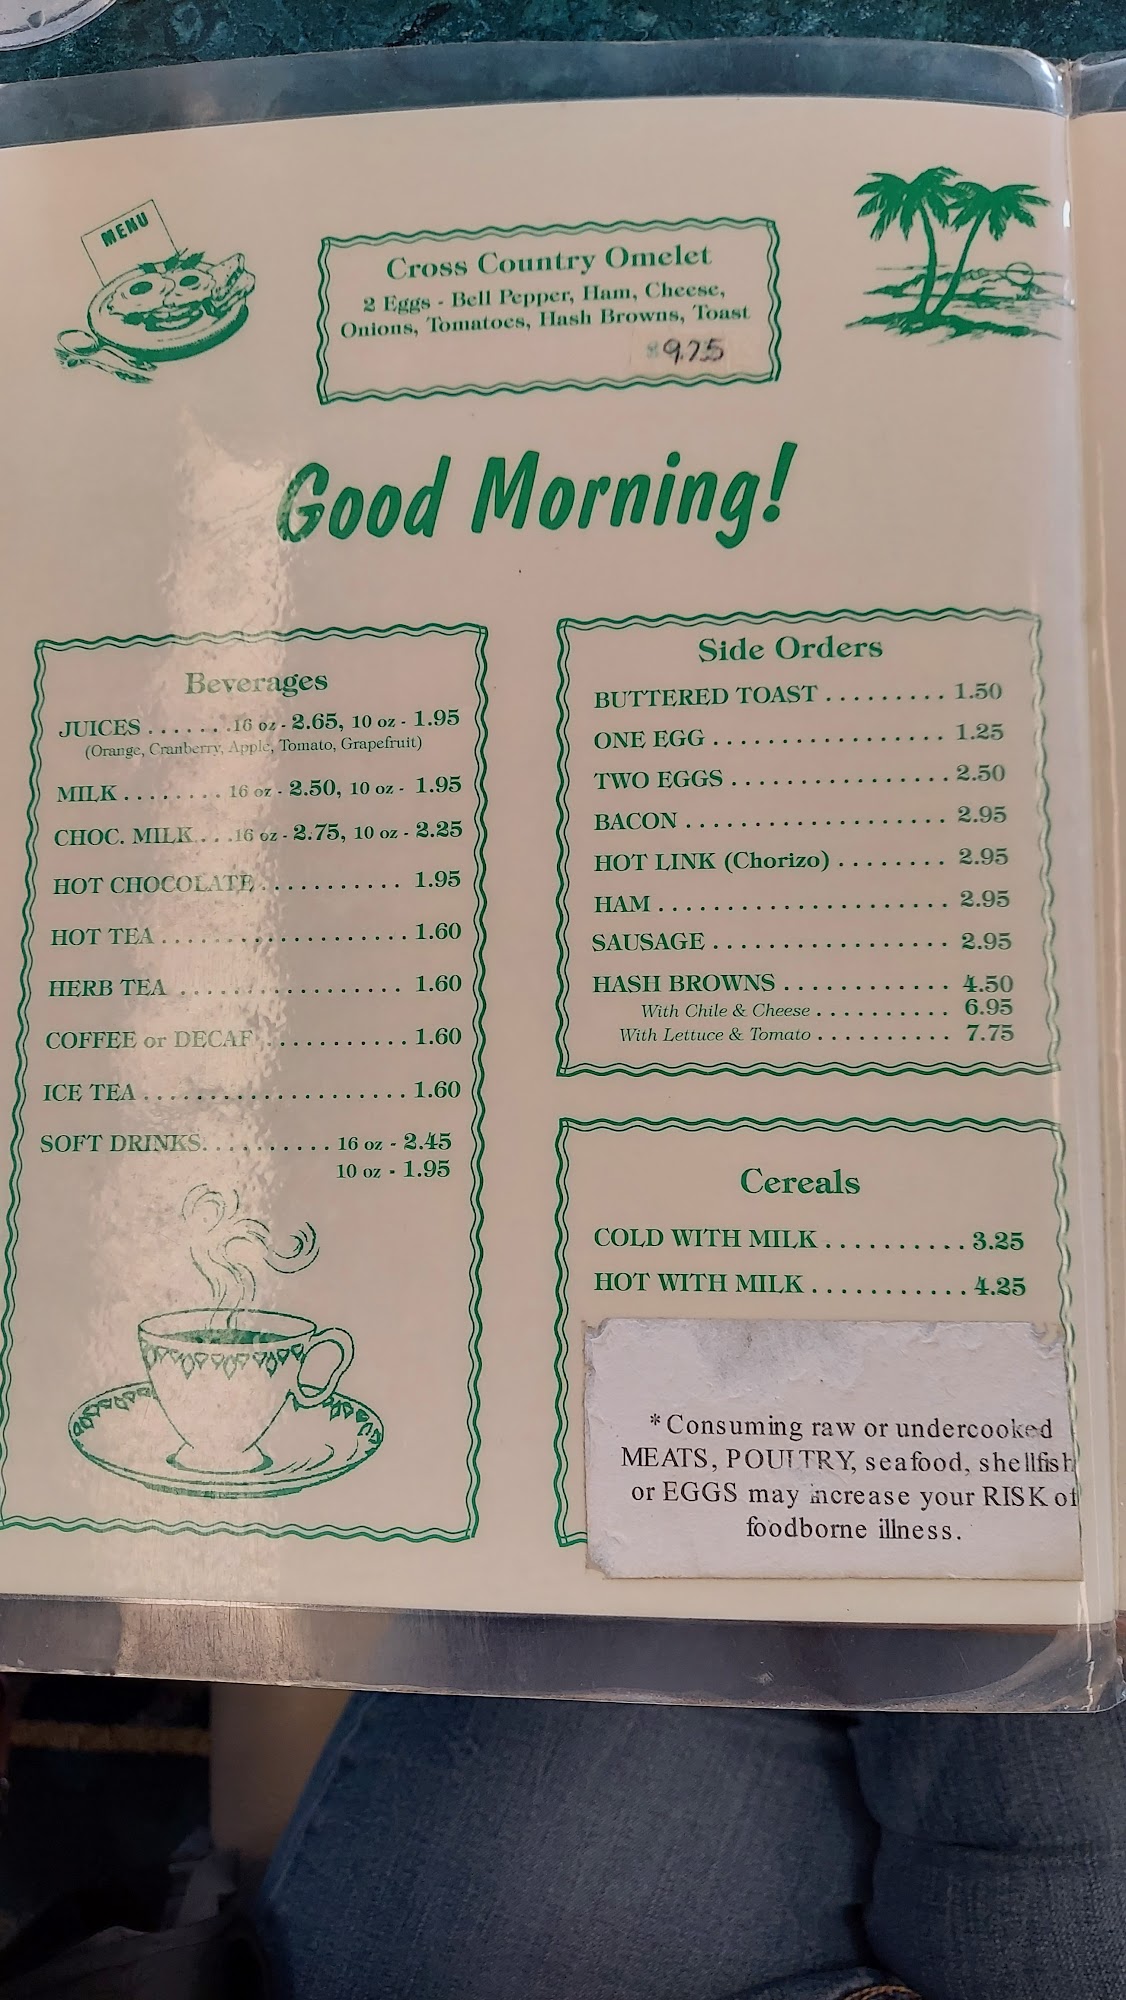 MENU
Cross Country Omelet
2 Eggs - Bell Pepper, Ham, Cheese,
Onions, Tomatoes, Hash Browns, Toast
$9.75
Good Morning!
Beverages
JUICES . . . . . . . 16 oz - 2.65, 10 oz - 1.95
(Orange, Cranberry, Apple, Tomato, Grapefruit)
MILK . . . . . . . . 16 oz - 2.50, 10 oz - 1.95
CHOC. MILK . . . 16 oz - 2.75, 10 oz - 2.25
HOT CHOCOLATE . . . . . . . . . . . 1.95
HOT TEA . . . . . . . . . . . . . . . . . . . 1.60
HERB TEA . . . . . . . . . . . . . . . . . 1.60
COFFEE or DECAF . . . . . . . . . . . 1.60
ICE TEA . . . . . . . . . . . . . . . . . . . . 1.60
SOFT DRINKS. . . . . . . . . . 16 oz - 2.45
10 oz - 1.95
Side Orders
BUTTERED TOAST . . . . . . . . . 1.50
ONE EGG . . . . . . . . . . . . . . . . . . 1.25
TWO EGGS . . . . . . . . . . . . . . . . 2.50
BACON . . . . . . . . . . . . . . . . . . . . 2.95
HOT LINK (Chorizo) . . . . . . . . 2.95
HAM . . . . . . . . . . . . . . . . . . . . . . 2.95
SAUSAGE . . . . . . . . . . . . . . . . . . 2.95
HASH BROWNS . . . . . . . . . . . . 4.50
With Chile & Cheese . . . . . . . . . . 6.95
With Lettuce & Tomato . . . . . . . . . . 7.75
Cereals
COLD WITH MILK . . . . . . . . . . 3.25
HOT WITH MILK . . . . . . . . . . . 4.25
*Consuming raw or undercooked
MEATS, POULTRY, seafood, shellfish
or EGGS may increase your RISK of
foodborne illness.